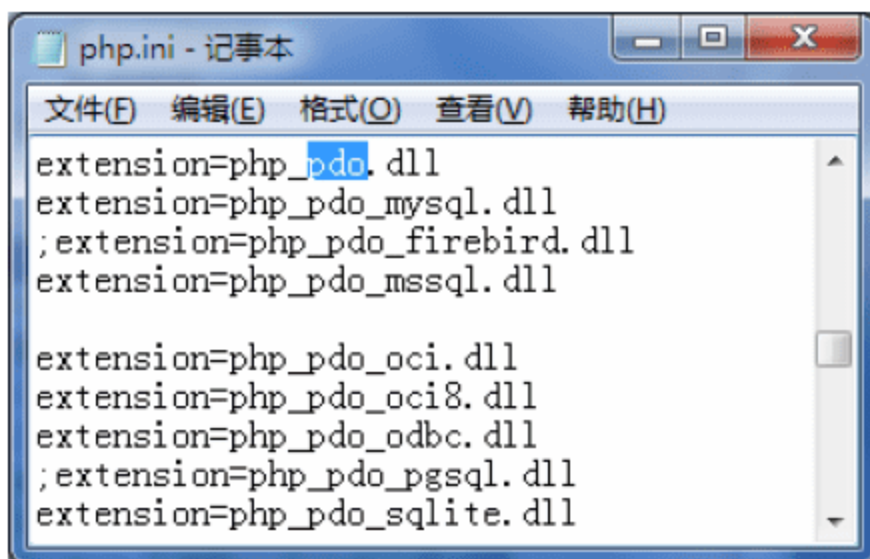 php.ini - 记事本
文件(F) 编辑(E) 格式(O) 查看(V) 帮助(H)
extension=php_pdo.dll
extension=php_pdo_mysql.dll
;extension=php_pdo_firebird.dll
extension=php_pdo_mssql.dll
extension=php_pdo_oci.dll
extension=php_pdo_oci8.dll
extension=php_pdo_odbc.dll
;extension=php_pdo_pgsql.dll
extension=php_pdo_sqlite.dll